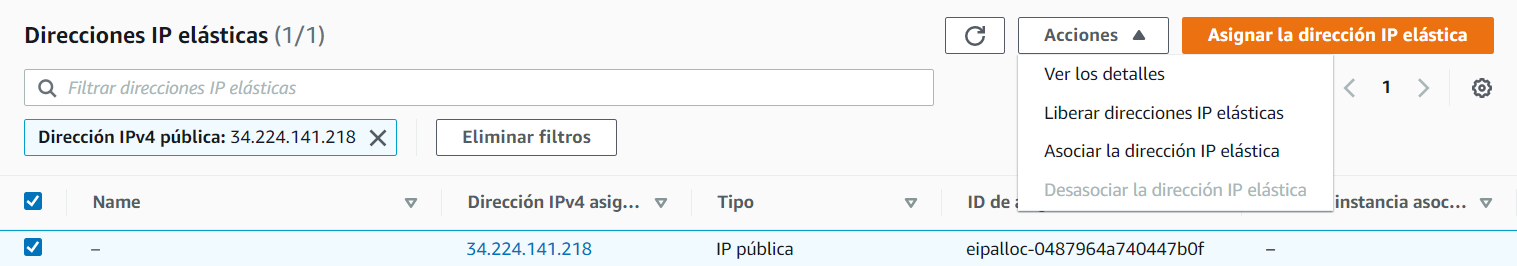 Direcciones IP elásticas (1/1)
Acciones
Asignar la dirección IP elástica
Filtrar direcciones IP elásticas
Ver los detalles
1
Liberar direcciones IP elásticas
Dirección IPv4 pública: 34.224.141.218
Eliminar filtros
Asociar la dirección IP elástica
Desasociar la dirección IP elástica
Name
Dirección IPv4 asig...
Tipo
ID de
instancia asoc...
–
34.224.141.218
IP pública
eipalloc-0487964a740447b0f
–